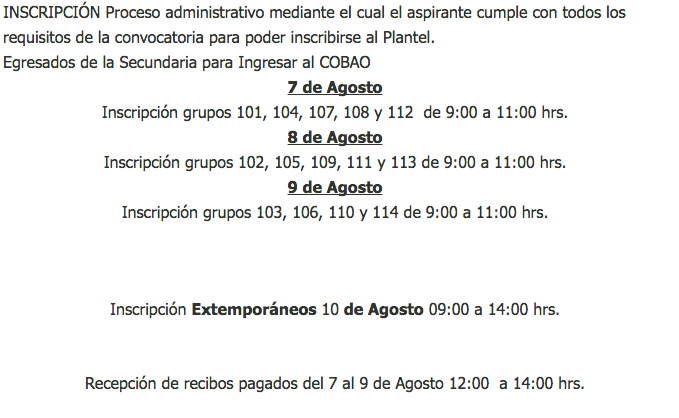 INSCRIPCIÓN Proceso administrativo mediante el cual el aspirante cumple con todos los
requisitos de la convocatoria para poder inscribirse al Plantel.
Egresados de la Secundaria para Ingresar al COBAO
7 de Agosto
Inscripción grupos 101, 104, 107, 108 y 112  de 9:00 a 11:00 hrs.
8 de Agosto
Inscripción grupos 102, 105, 109, 111 y 113 de 9:00 a 11:00 hrs.
9 de Agosto
Inscripción grupos 103, 106, 110 y 114 de 9:00 a 11:00 hrs.
Inscripción Extemporáneos 10 de Agosto 09:00 a 14:00 hrs.
Recepción de recibos pagados del 7 al 9 de Agosto 12:00  a 14:00 hrs.